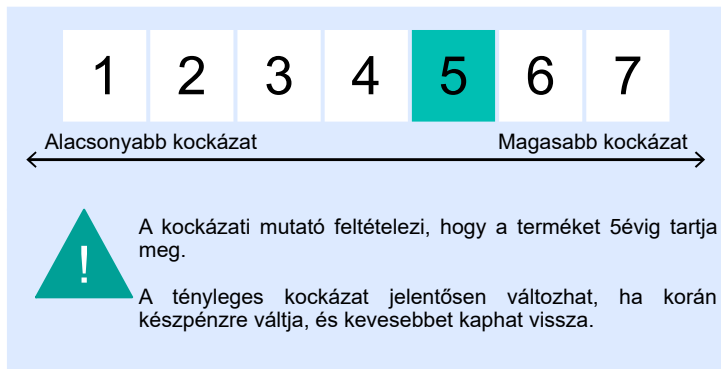 1 2 3 4 5 6 7
Alacsonyabb kockázat Magasabb kockázat
! A kockázati mutató feltételezi, hogy a terméket 5évig tartja
meg.
A tényleges kockázat jelentősen változhat, ha korán
készpénzre váltja, és kevesebbet kaphat vissza.